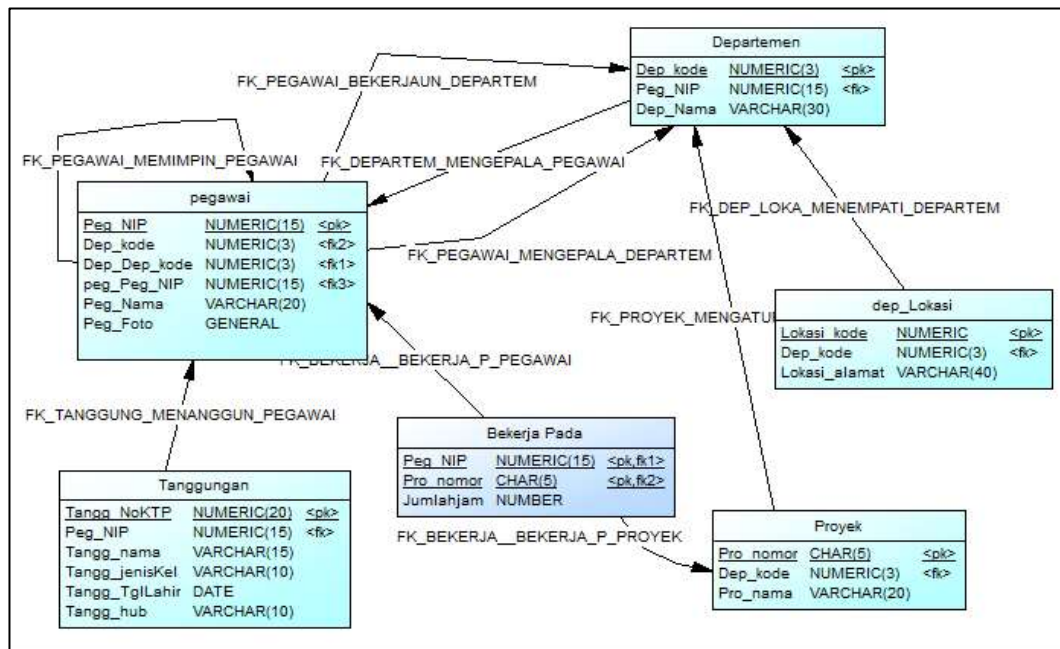 Departemen
Dep_kode NUMERIC(3) <pk>
Peg_NIP NUMERIC(15) <fk>
Dep_Nama VARCHAR(30)
FK_PEGAWAI_BEKERJAUN_DEPARTEM
FK_PEGAWAI_MEMIMPIN_PEGAWAI
FK_DEPARTEM_MENGEPALA_PEGAWAI
pegawai
Peg_NIP NUMERIC(15) <pk>
Dep_kode NUMERIC(3) <fk2>
Dep_Dep_kode NUMERIC(3) <fk1>
peg_Peg_NIP NUMERIC(15) <fk3>
Peg_Nama VARCHAR(20)
Peg_Foto GENERAL
FK_DEP_LOKA_MENEMPATI_DEPARTEM
FK_PEGAWAI_MENGEPALA_DEPARTEM
dep_Lokasi
Lokasi_kode NUMERIC <pk>
Dep_kode NUMERIC(3) <fk>
Lokasi_alamat VARCHAR(40)
FK_PROYEK_MENGATUR
FK_BEKERJA__BEKERJA_P_PEGAWAI
FK_TANGGUNG_MENANGGUN_PEGAWAI
Bekerja Pada
Peg_NIP NUMERIC(15) <pk,fk1>
Pro_nomor CHAR(5) <pk,fk2>
Jumlahjam NUMBER
FK_BEKERJA__BEKERJA_P_PROYEK
Tanggungan
Tangg_NoKTP NUMERIC(20) <pk>
Peg_NIP NUMERIC(15) <fk>
Tangg_nama VARCHAR(15)
Tangg_jenisKel VARCHAR(10)
Tangg_TglLahir DATE
Tangg_hub VARCHAR(10)
Proyek
Pro_nomor CHAR(5) <pk>
Dep_kode NUMERIC(3) <fk>
Pro_nama VARCHAR(20)